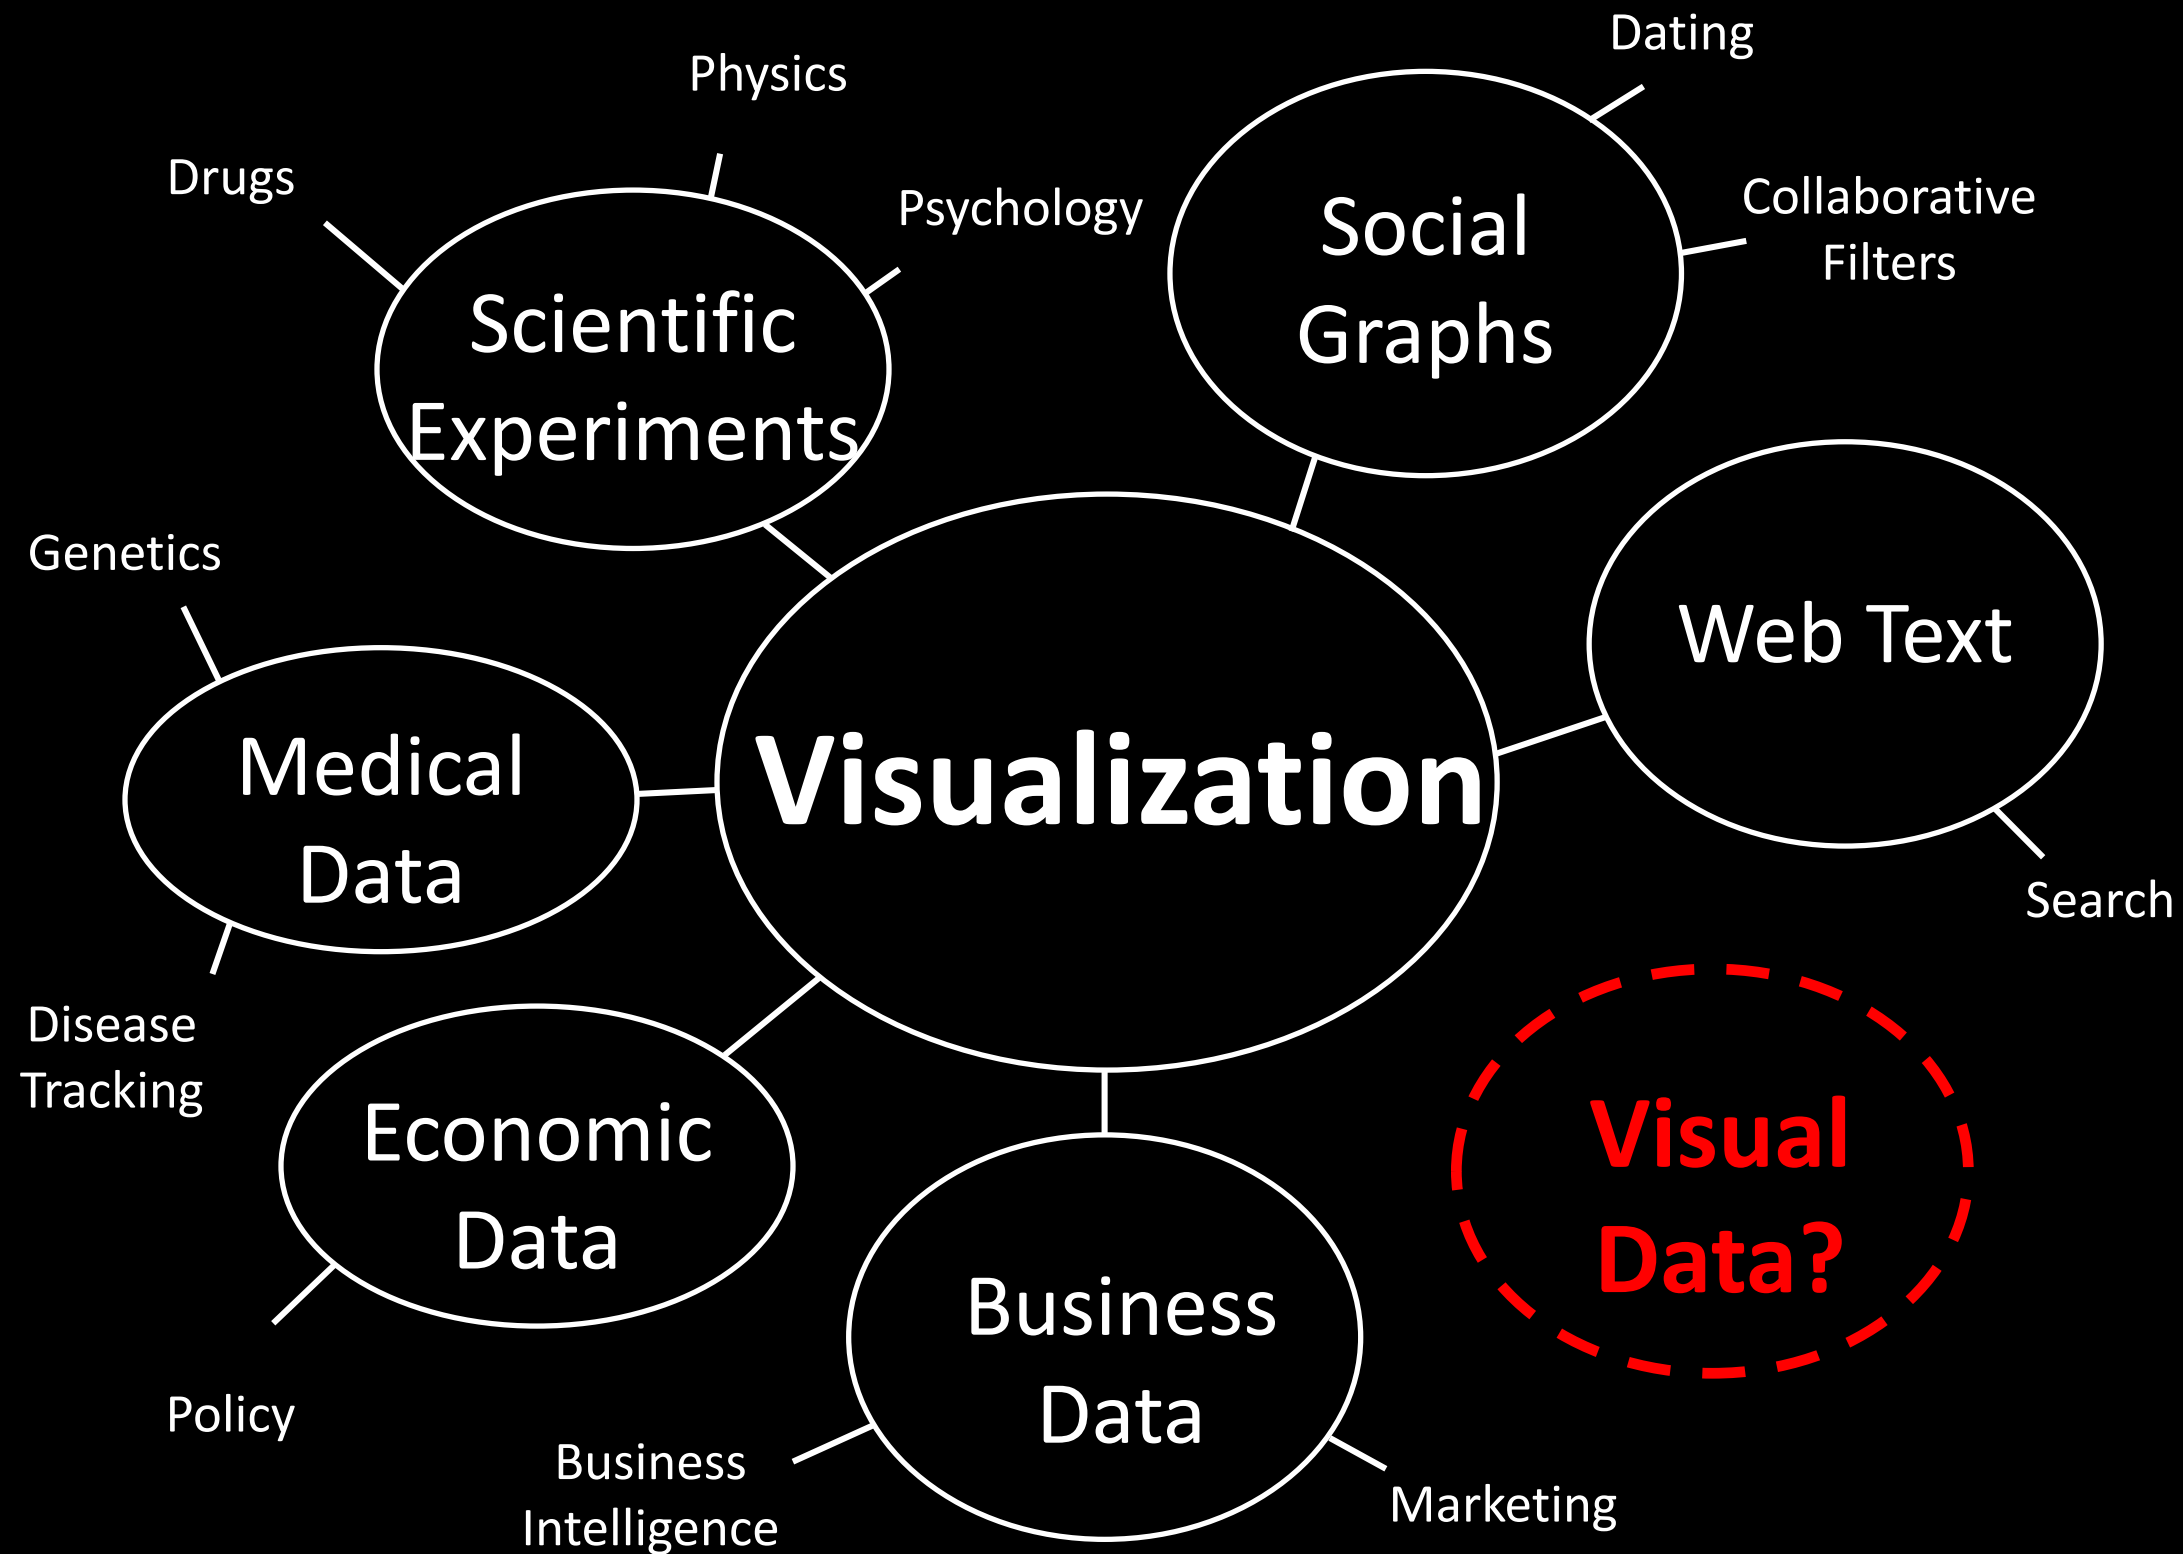 Dating
Physics
Drugs
Psychology
Collaborative
Filters
Social
Graphs
Scientific
Experiments
Genetics
Web Text
Medical
Data
Visualization
Search
Disease
Tracking
Economic
Data
Visual
Data?
Business
Data
Policy
Business
Intelligence
Marketing